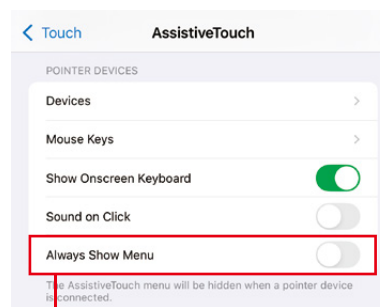 Touch
AssistiveTouch
POINTER DEVICES
Devices
Mouse Keys
Show Onscreen Keyboard
Sound on Click
Always Show Menu
The AssistiveTouch menu will be hidden when a pointer device
is connected.